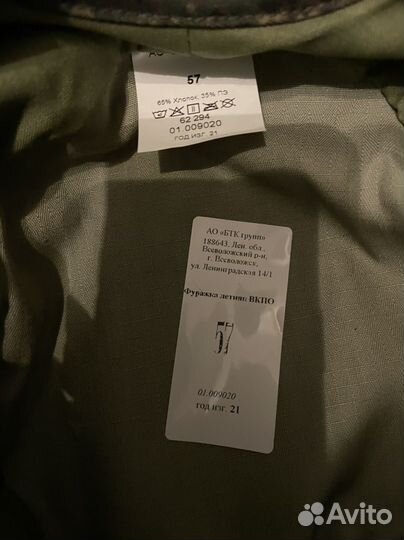 АО
57
65% Хлопок, 35% ПЭ
62 294
01.009020
год изг. 21
АО «БТК групп»
188643, Лен. обл.,
Всеволожский р-н,
г. Всеволожск,
ул. Ленинградская 14/1
Фуражка летняя ВКПО
57
01.009020
год изг. 21
Avito